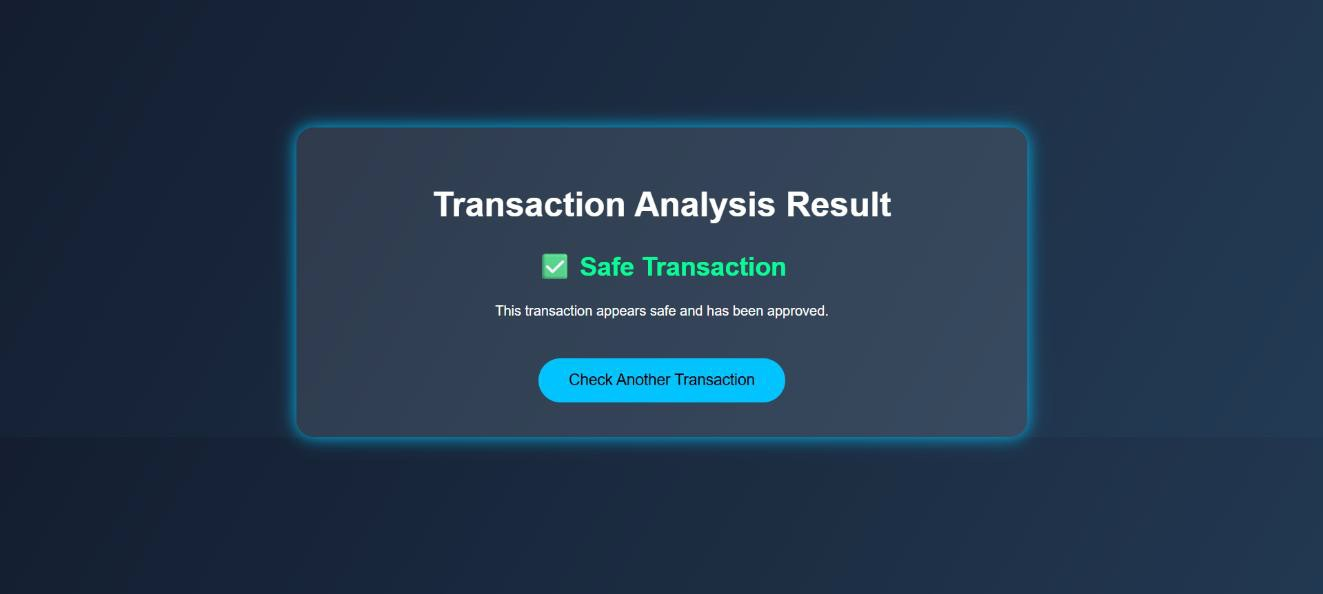 Transaction Analysis Result
✅ Safe Transaction
This transaction appears safe and has been approved.
Check Another Transaction